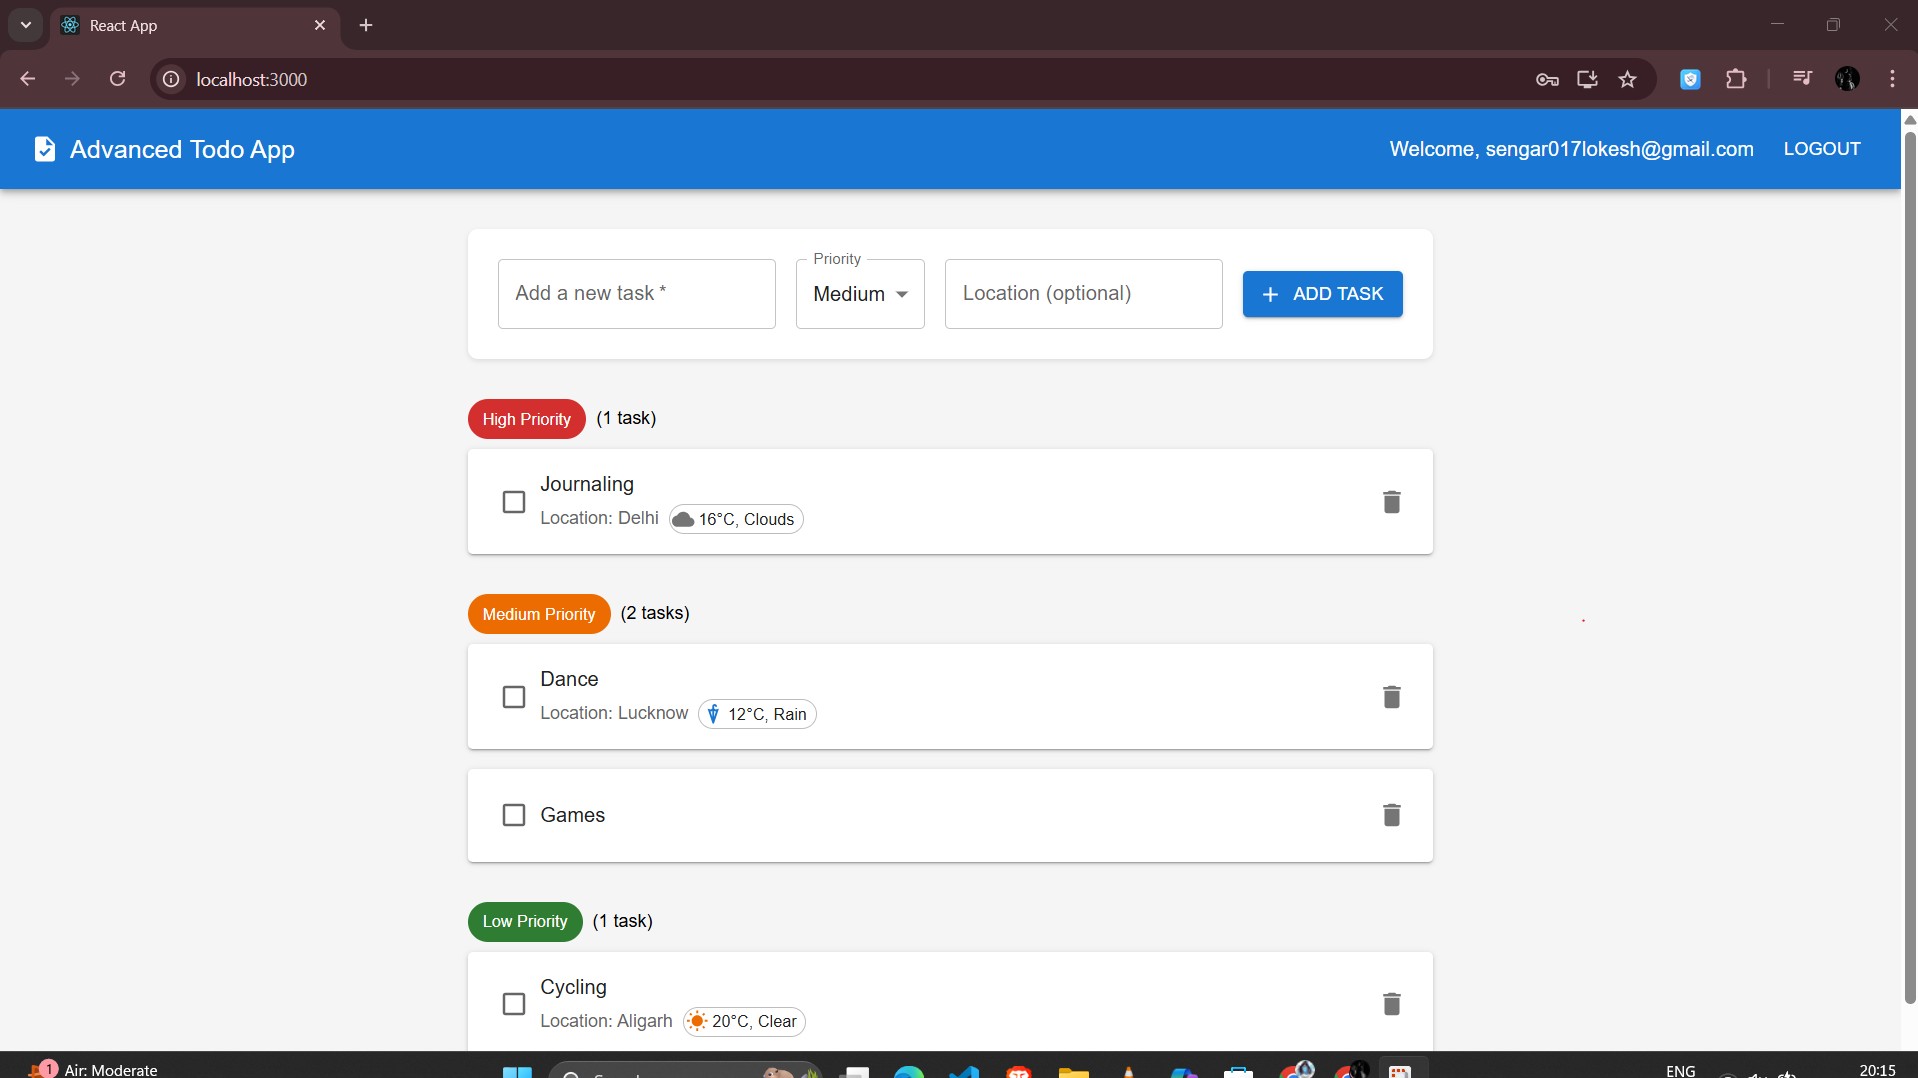 React App
localhost:3000
Advanced Todo App
Welcome, sengar017lokesh@gmail.com LOGOUT
Add a new task *
Priority
Medium
Location (optional)
+ ADD TASK
High Priority (1 task)
Journaling
Location: Delhi 16°C, Clouds
Medium Priority (2 tasks)
Dance
Location: Lucknow 12°C, Rain
Games
Low Priority (1 task)
Cycling
Location: Aligarh 20°C, Clear
1 Air: Moderate
ENG
20:15